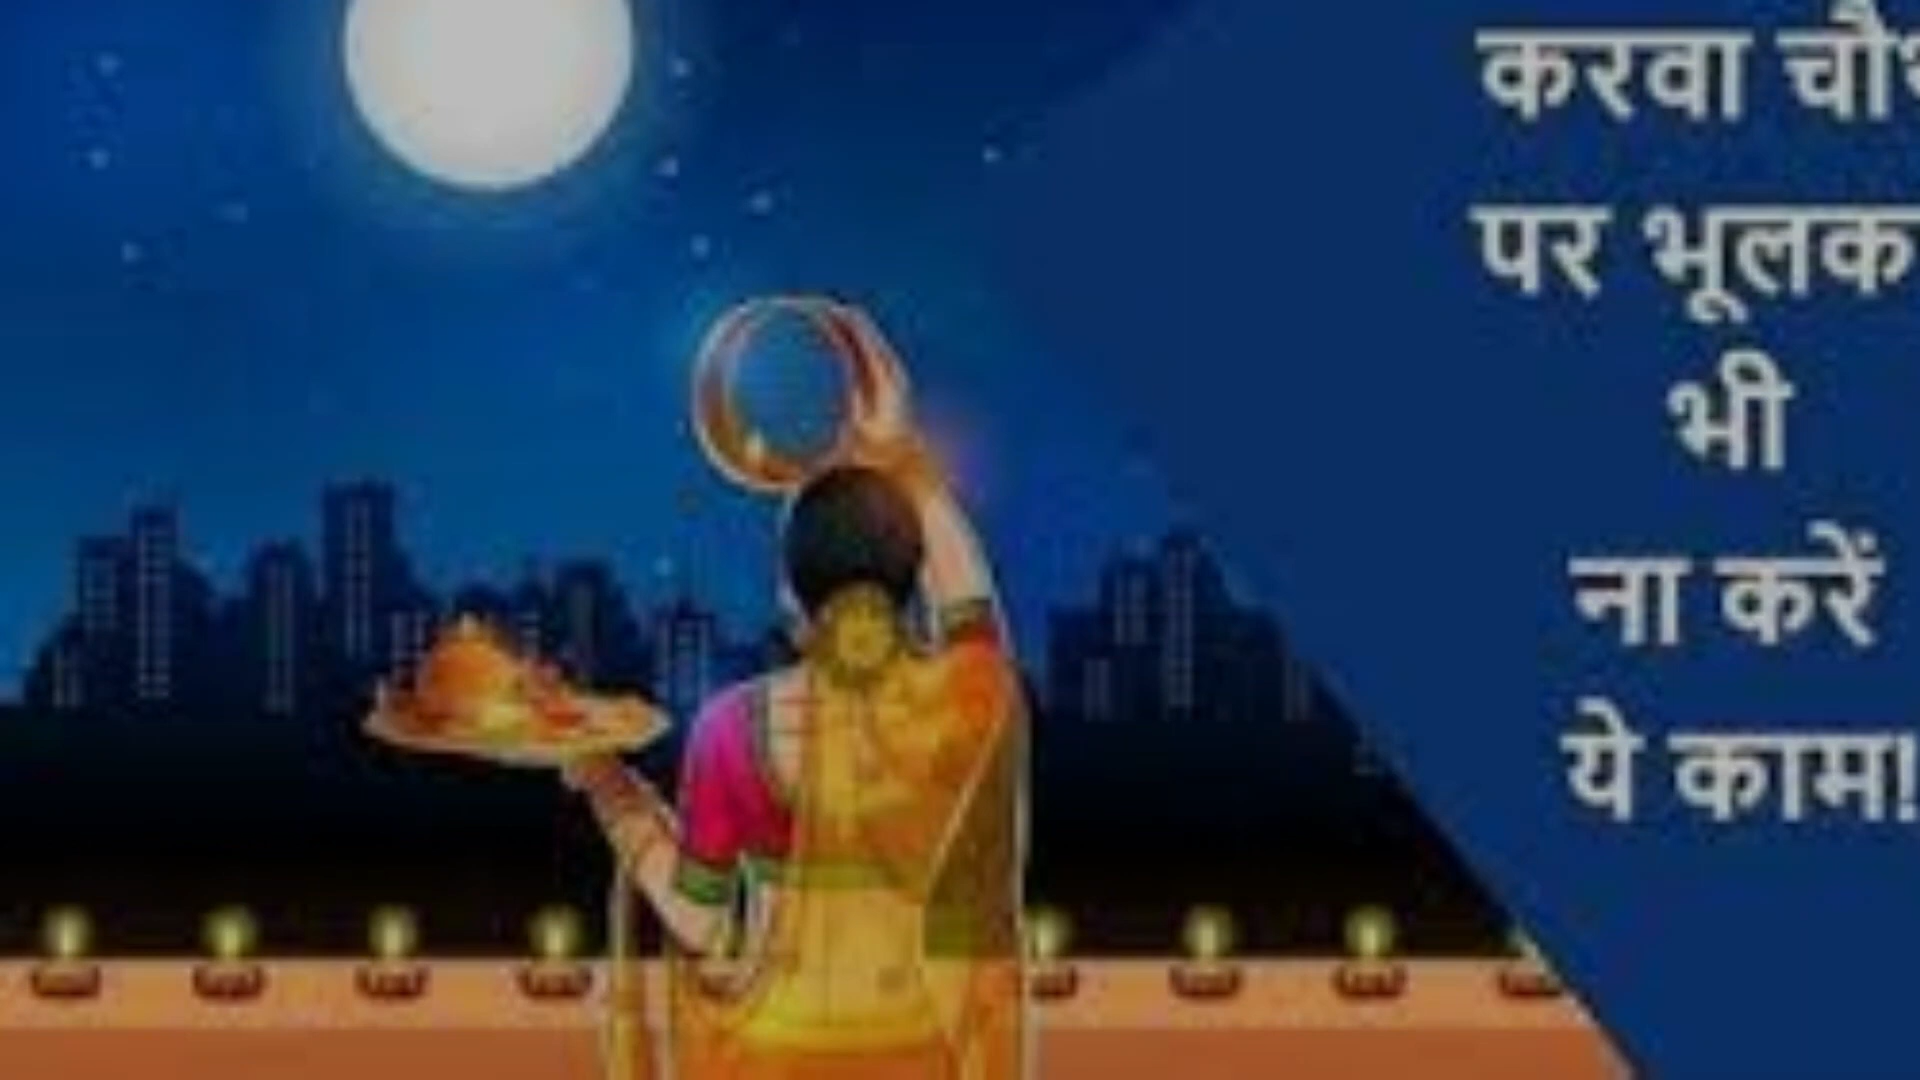 करवा चौथ
पर भूलक
भी
ना करें
ये काम!